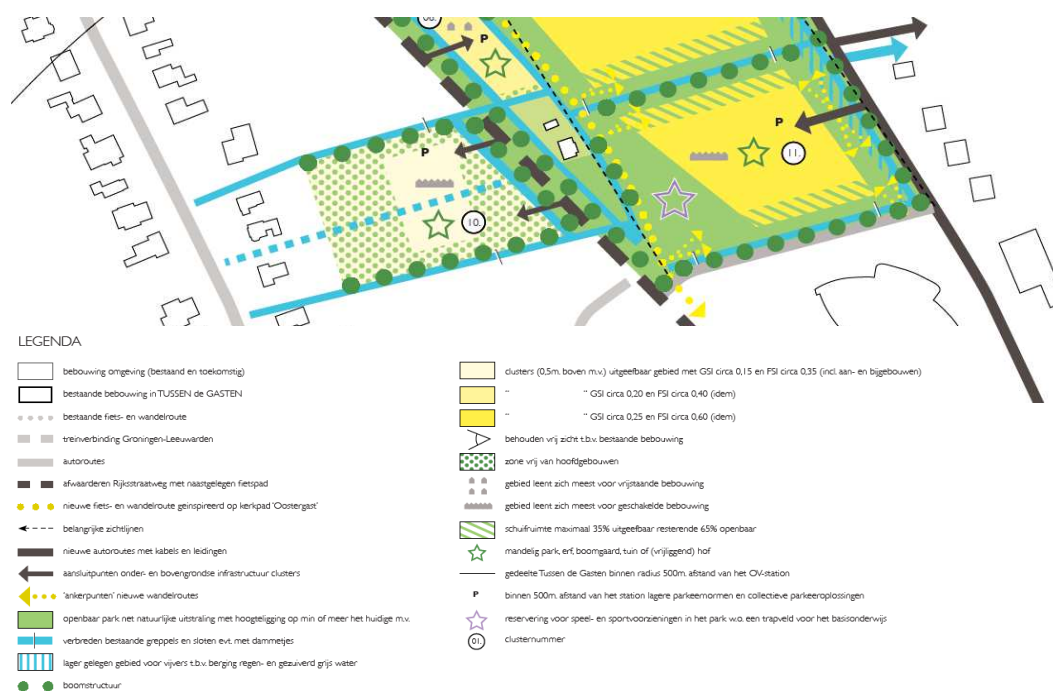 08.
P
P
P
11.
10.
LEGENDA
bebouwing omgeving (bestaand en toekomstig)
bestaande bebouwing in TUSSEN de GASTEN
bestaande fiets- en wandelroute
treinverbinding Groningen-Leeuwarden
autoroutes
afwaarderen Rijksstraatweg met naastgelegen fietspad
nieuwe fiets- en wandelroute geinspireerd op kerkpad 'Oostergast'
belangrijke zichtlijnen
nieuwe autoroutes met kabels en leidingen
aansluitpunten onder- en bovengrondse infrastructuur clusters
'ankerpunten' nieuwe wandelroutes
openbaar park net natuurlijke uitstraling met hoogteligging op min of meer het huidige m.v.
verbreden bestaande greppels en sloten evt. met dammetjes
lager gelegen gebied voor vijvers t.b.v. berging regen- en gezuiverd grijs water
boomstructuur
clusters (0,5m. boven m.v.) uitgeefbaar gebied met GSI circa 0,15 en FSI circa 0,35 (incl. aan- en bijgebouwen)
" " GSI circa 0,20 en FSI circa 0,40 (idem)
" " GSI circa 0,25 en FSI circa 0,60 (idem)
behouden vrij zicht t.b.v. bestaande bebouwing
zone vrij van hoofdgebouwen
gebied leent zich meest voor vrijstaande bebouwing
gebied leent zich meest voor geschakelde bebouwing
schuifruimte maximaal 35% uitgeefbaar resterende 65% openbaar
mandelig park, erf, boomgaard, tuin of (vrijliggend) hof
gedeelte Tussen de Gasten binnen radius 500m. afstand van het OV-station
P binnen 500m. afstand van het station lagere parkeernormen en collectieve parkeeroplossingen
reservering voor speel- en sportvoorzieningen in het park w.o. een trapveld voor het basisonderwijs
01. clusternummer